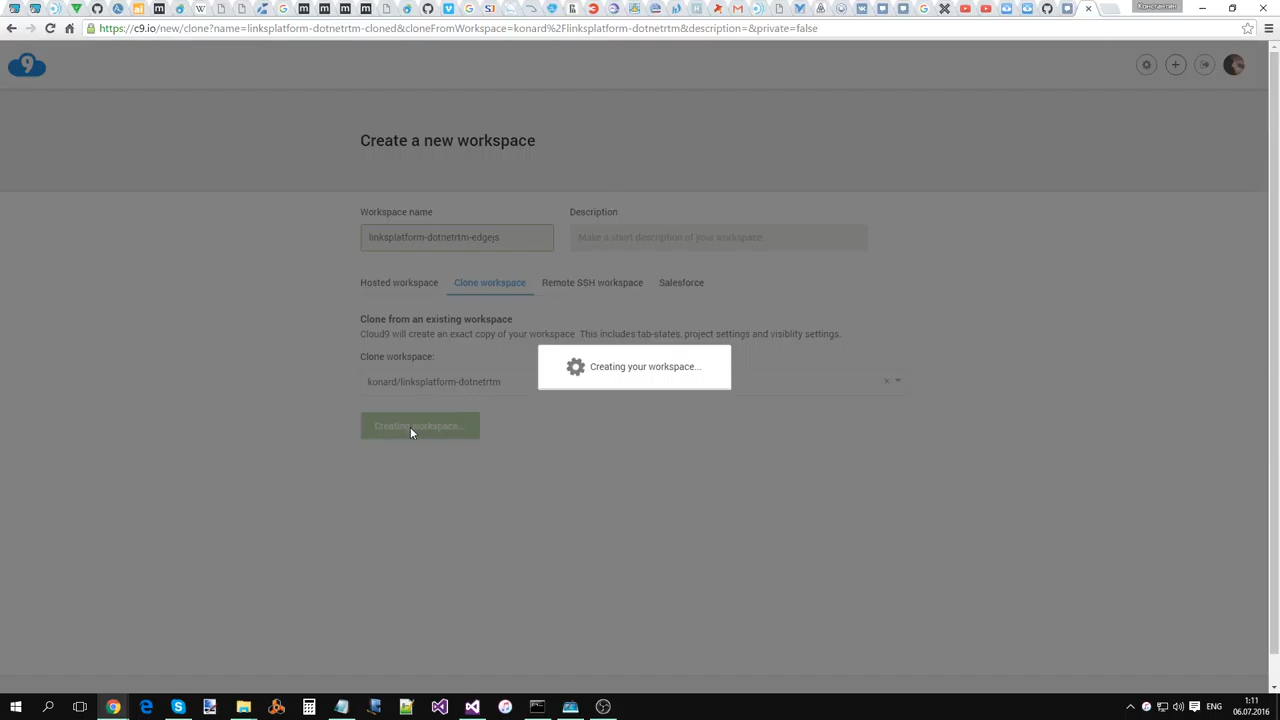 Константин
https://c9.io/new/clone?name=linksplatform-dotnetrtm-cloned&cloneFromWorkspace=konard%2Flinksplatform-dotnetrtm&description=&private=false
9
Create a new workspace
Workspace name
Description
linksplatform-dotnetrtm-edgejs
Make a short description of your workspace
Hosted workspace
Clone workspace
Remote SSH workspace
Salesforce
Clone from an existing workspace
Cloud9 will create an exact copy of your workspace. This includes tab-states, project settings and visiblity settings.
Clone workspace:
Creating your workspace...
konard/linksplatform-dotnetrtm
Creating workspace...
ENG
1:11
06.07.2016